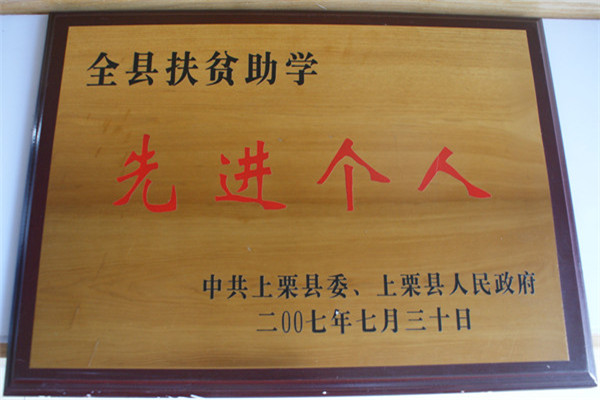 全县扶贫助学
先进个人
中共上栗县委、上栗县人民政府
二00七年七月三十日